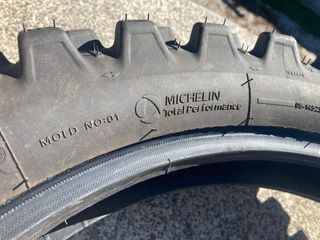 MOLD NO:01
MICHELIN
Total Performance